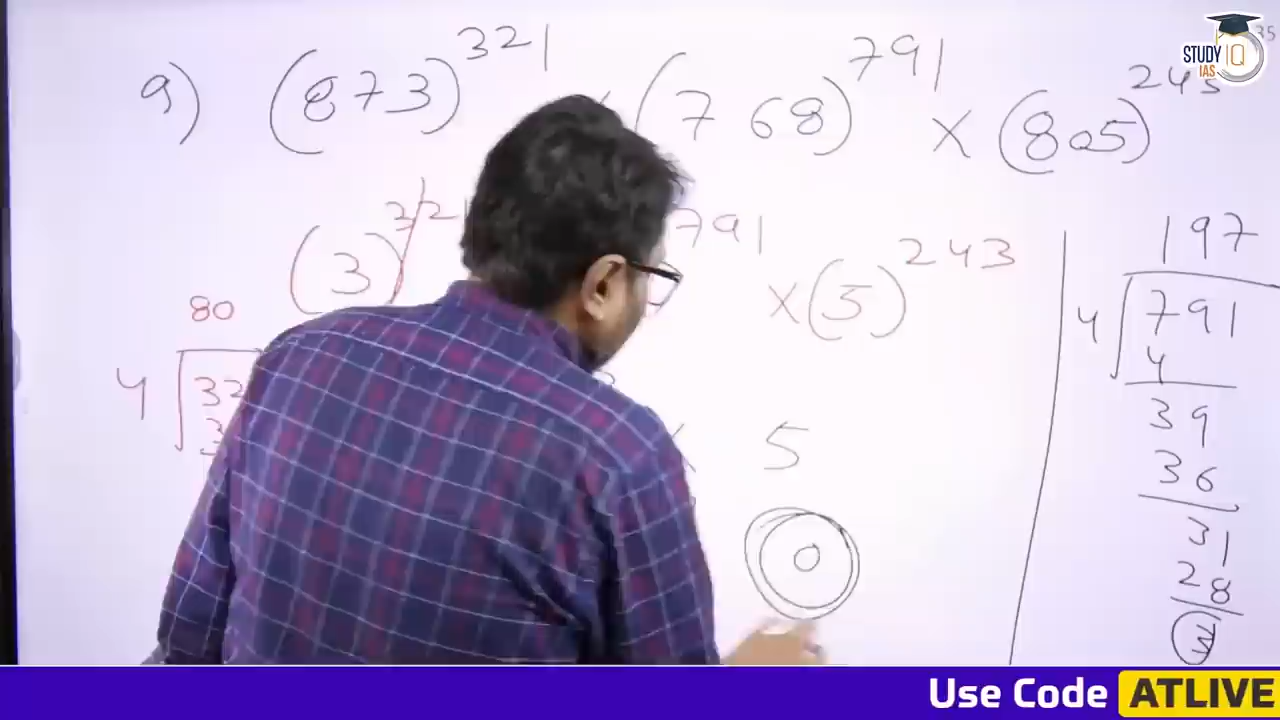 STUDY IQ
IAS
35
9) (873)^321 × (768)^791 × (805)^243
197
(3) 791 × (5)^243
80
4 791
4
4 32
39
36
× 5
31
28
0
3
Use Code ATLIVE